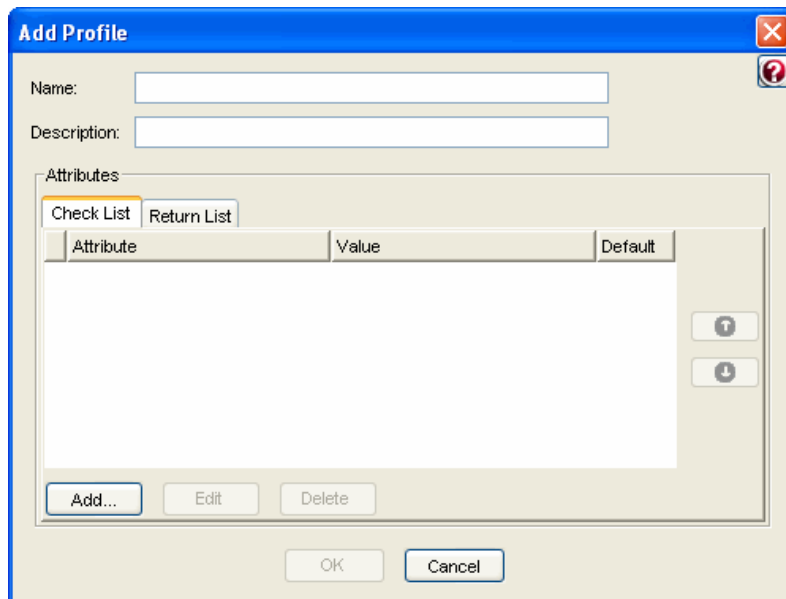 Add Profile
Name:
Description:
Attributes
Check List Return List
Attribute Value Default
Add... Edit Delete
OK Cancel